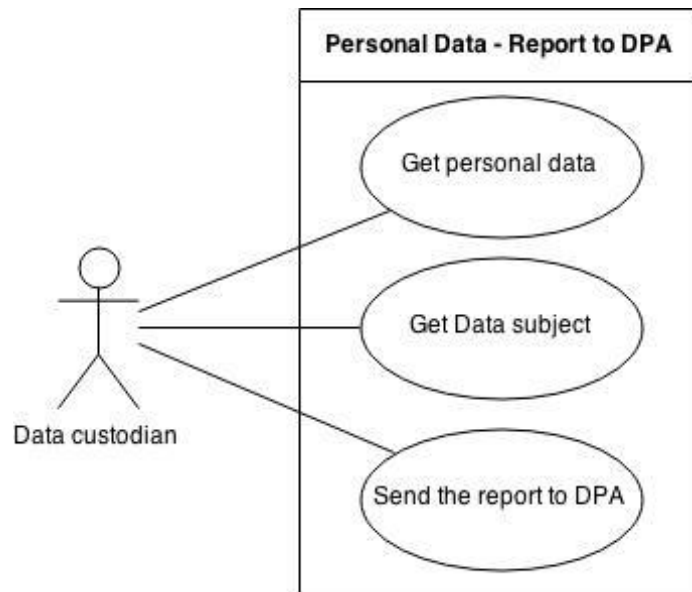 Personal Data - Report to DPA
Get personal data
Get Data subject
Data custodian
Send the report to DPA